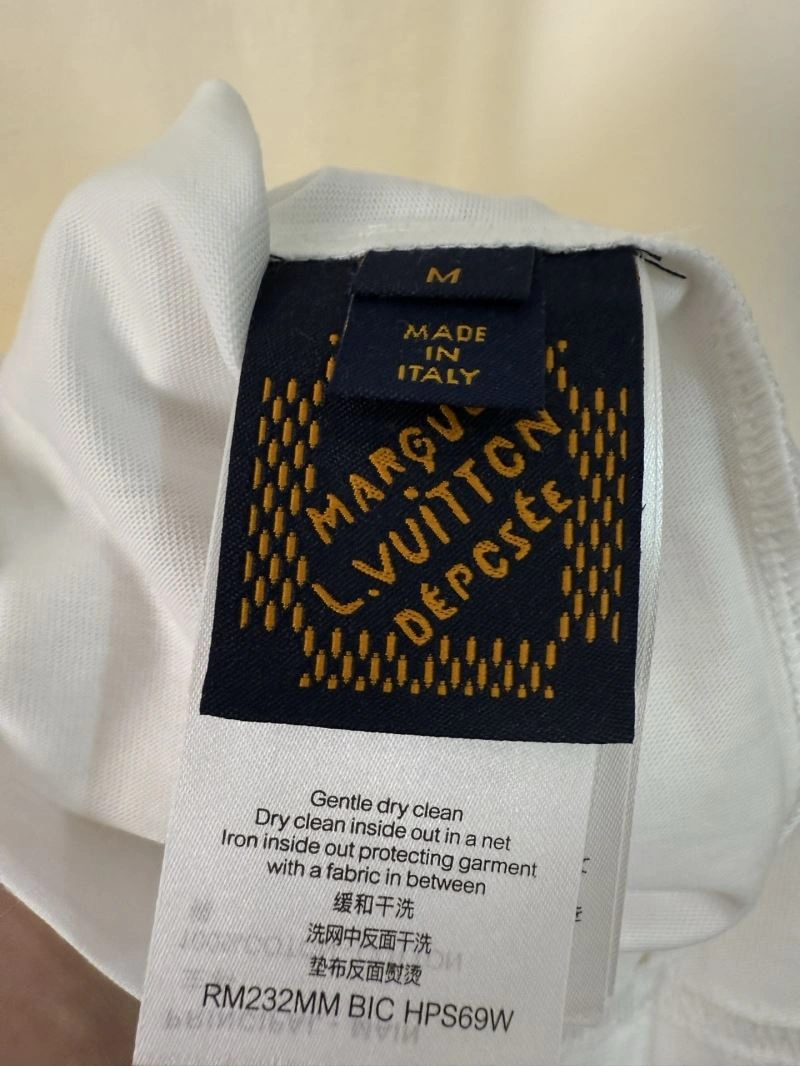 M
MADE
IN
ITALY
L.VUITTON
DÉPOSÉE
Gentle dry clean
Dry clean inside out in a net
Iron inside out protecting garment
with a fabric in between
缓和干洗
洗网中反面干洗
垫布反面熨烫
RM232MM BIC HPS69W